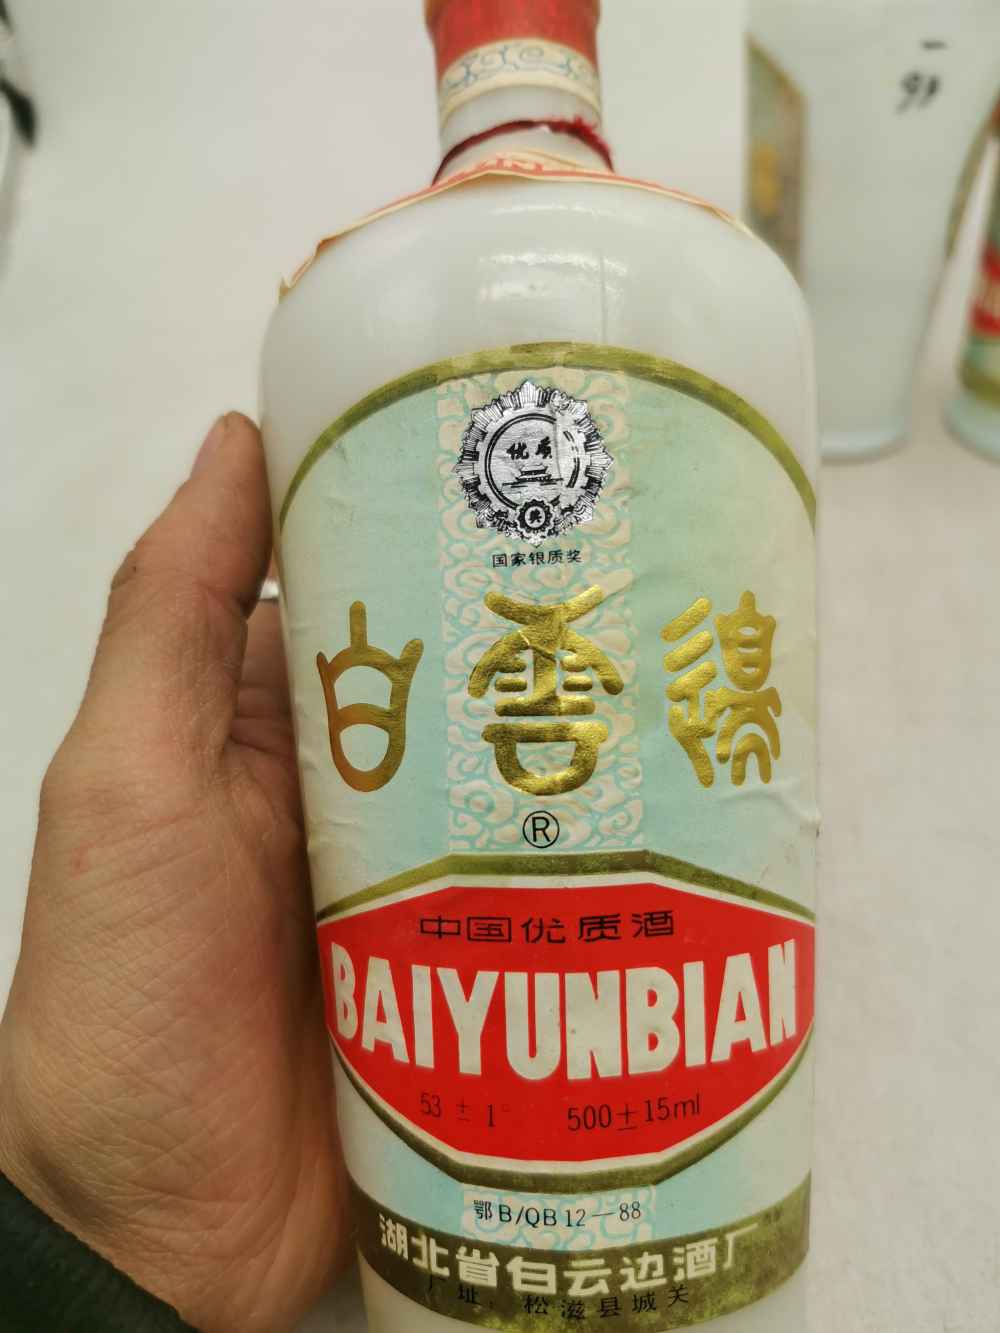 优质
奖
国家银质奖
白雲邊
®
中国优质酒
BAIYUNBIAN
53 ± 1° 500±15ml
鄂B/QB12—88
湖北省白云边酒厂
厂址:松滋县城关